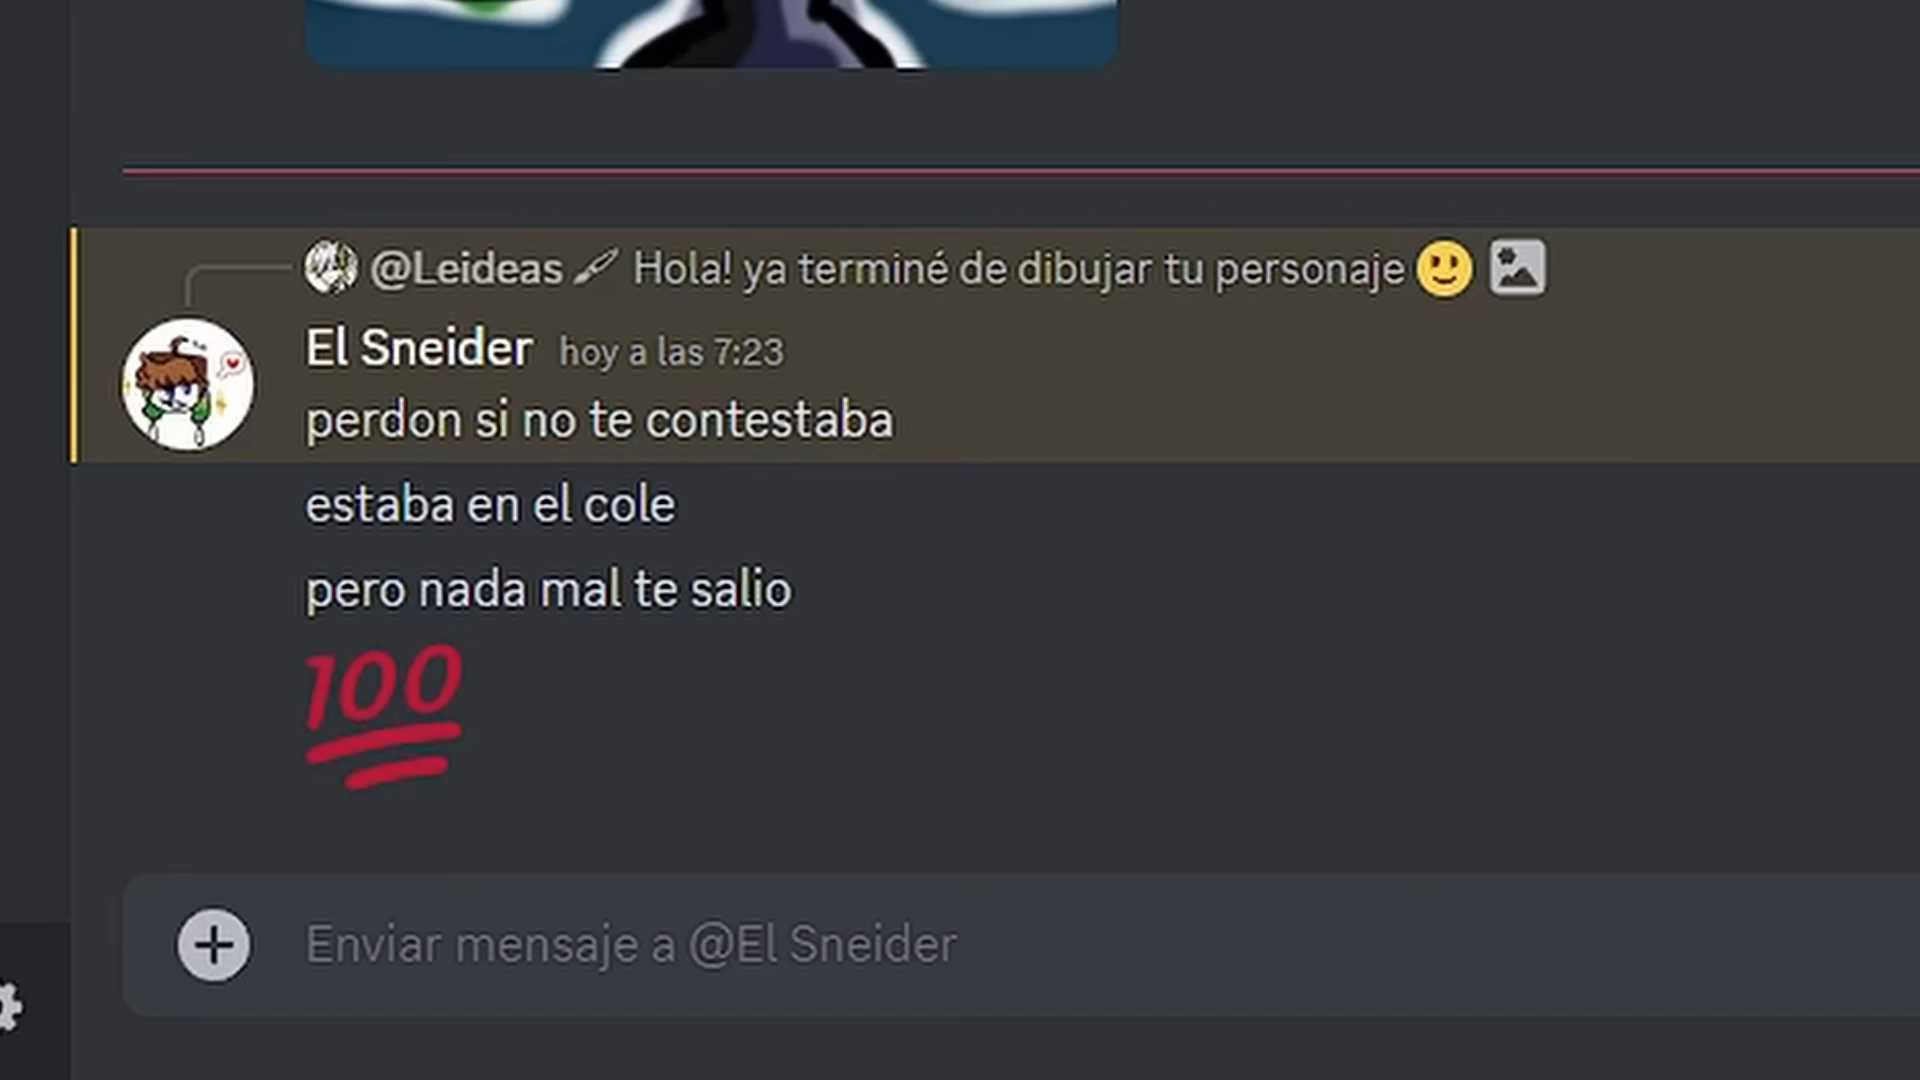 @Leideas🖌 Hola! ya terminé de dibujar tu personaje 🙂
El Sneider hoy a las 7:23
perdon si no te contestaba
estaba en el cole
pero nada mal te salio
💯
Enviar mensaje a @El Sneider